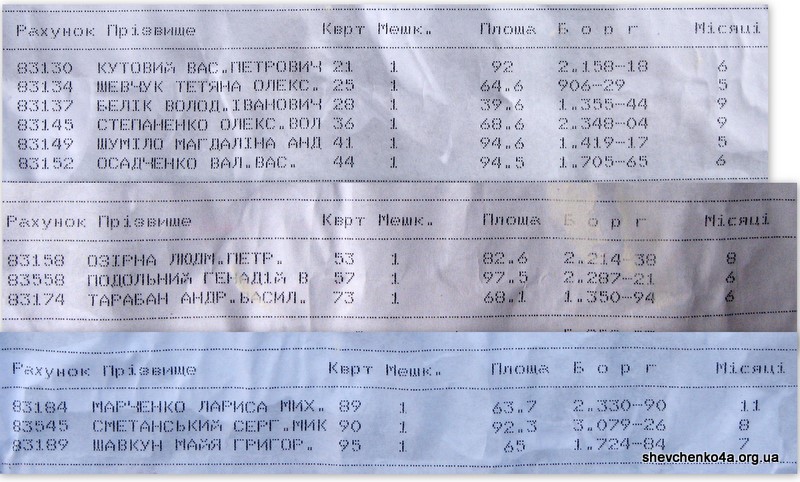 Рахунок Прізвище Кврт Мешк. Площа Борг Місяці
83130 КУТОВИЙ ВАС.ПЕТРОВИЧ 21 1 92 2.158-18 6
83134 ШЕВЧУК ТЕТЯНА ОЛЕКС. 25 1 64.6 906-29 5
83137 БЕЛІК ВОЛОД.ІВАНОВИЧ 28 1 39.6 1.355-44 9
83145 СТЕПАНЕНКО ОЛЕКС.ВОЛ 36 1 68.6 2.348-04 9
83149 ШУМІЛО МАГДАЛІНА АНД 41 1 94.6 1.419-17 5
83152 ОСАДЧЕНКО ВАЛ.ВАС. 44 1 94.5 1.705-65 6
Рахунок Прізвище Кврт Мешк. Площа Борг Місяці
83158 ОЗІРНА ЛЮДМ.ПЕТР. 53 1 82.6 2.214-38 8
83558 ПОДОЛЬНИЙ ГЕНАДІЙ В 57 1 97.5 2.287-21 6
83174 ТАРАБАН АНДР.ВАСИЛ. 73 1 68.1 1.350-94 6
Рахунок Прізвище Кврт Мешк. Площа Борг Місяці
83184 МАРЧЕНКО ЛАРИСА МИХ. 89 1 63.7 2.330-90 11
83545 СМЕТАНСЬКИЙ СЕРГ.МИК 90 1 92.3 3.079-26 8
83189 ШАВКУН МАЙЯ ГРИГОР. 95 1 65 1.724-84 7
shevchenko4a.org.ua